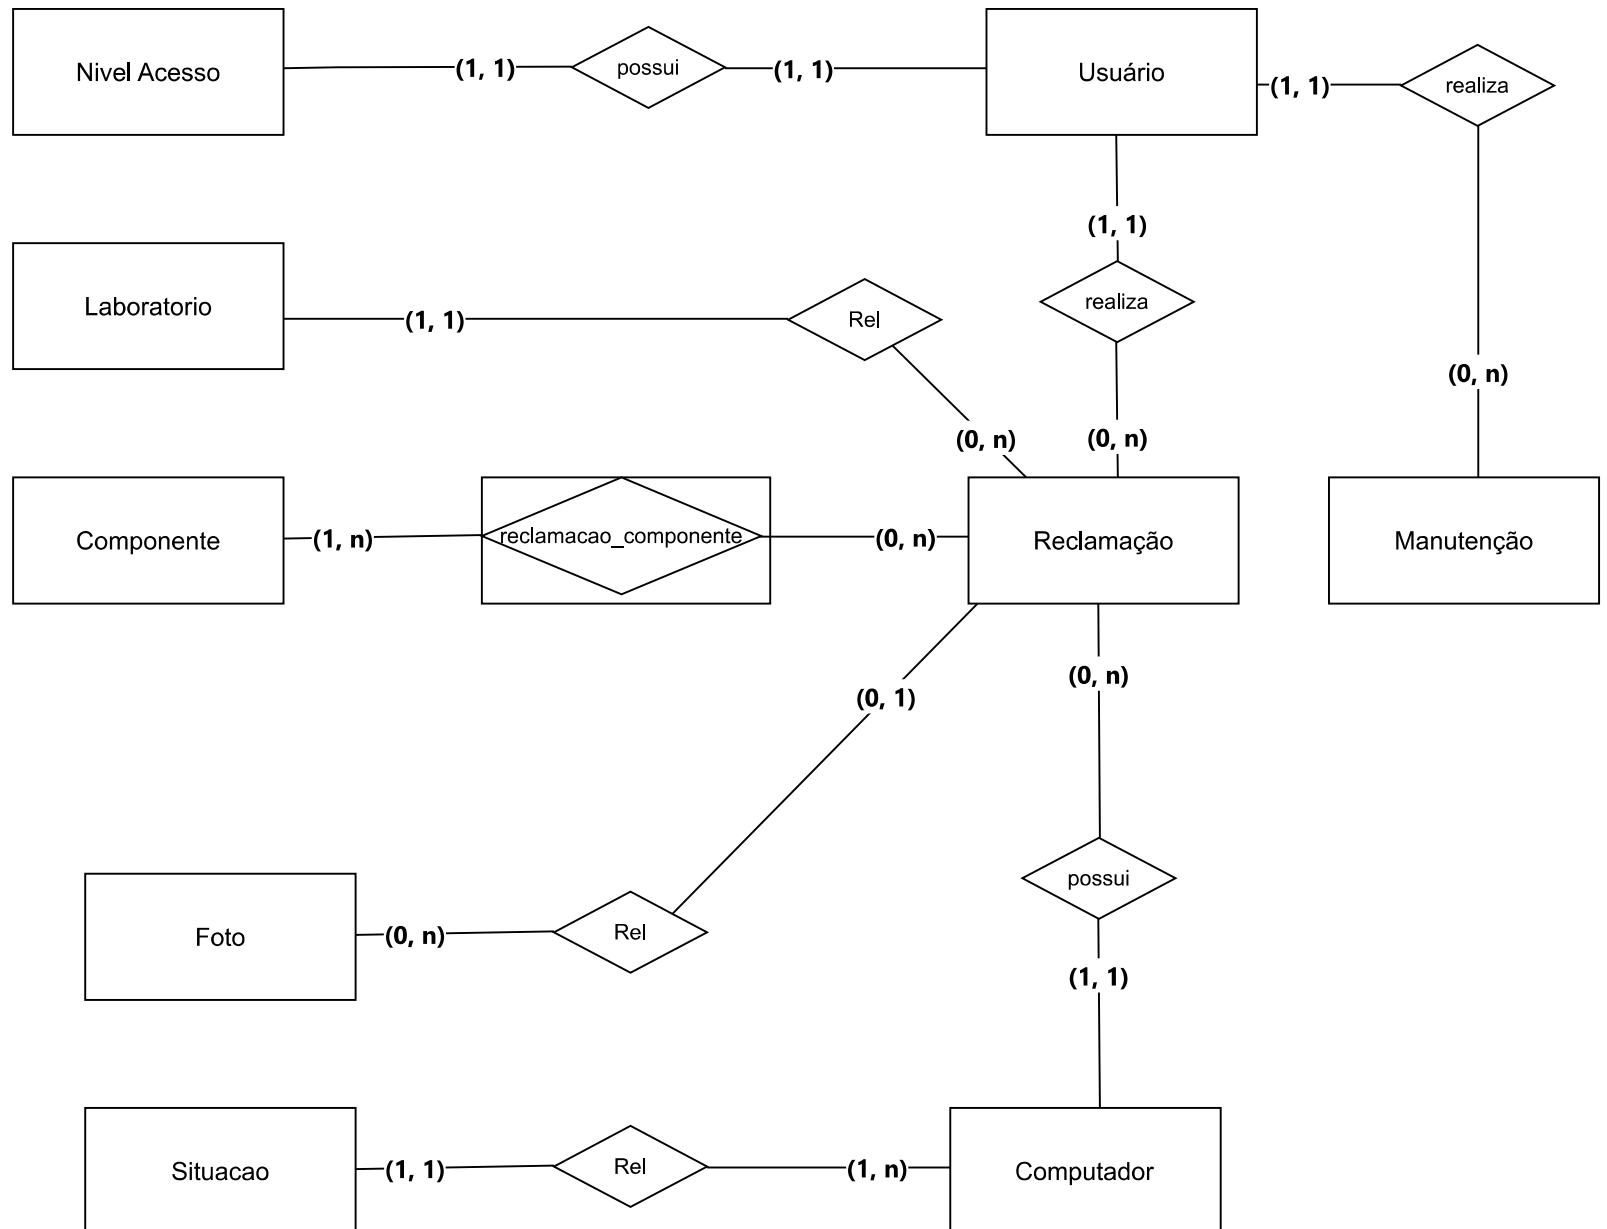 Nivel Acesso
(1, 1)
possui
(1, 1)
Usuário
(1, 1)
realiza
(1, 1)
Laboratorio
(1, 1)
Rel
realiza
(0, n)
(0, n)
(0, n)
Componente
(1, n)
reclamacao_componente
(0, n)
Reclamação
Manutenção
(0, n)
(0, 1)
possui
Foto
(0, n)
Rel
(1, 1)
Situacao
(1, 1)
Rel
(1, n)
Computador